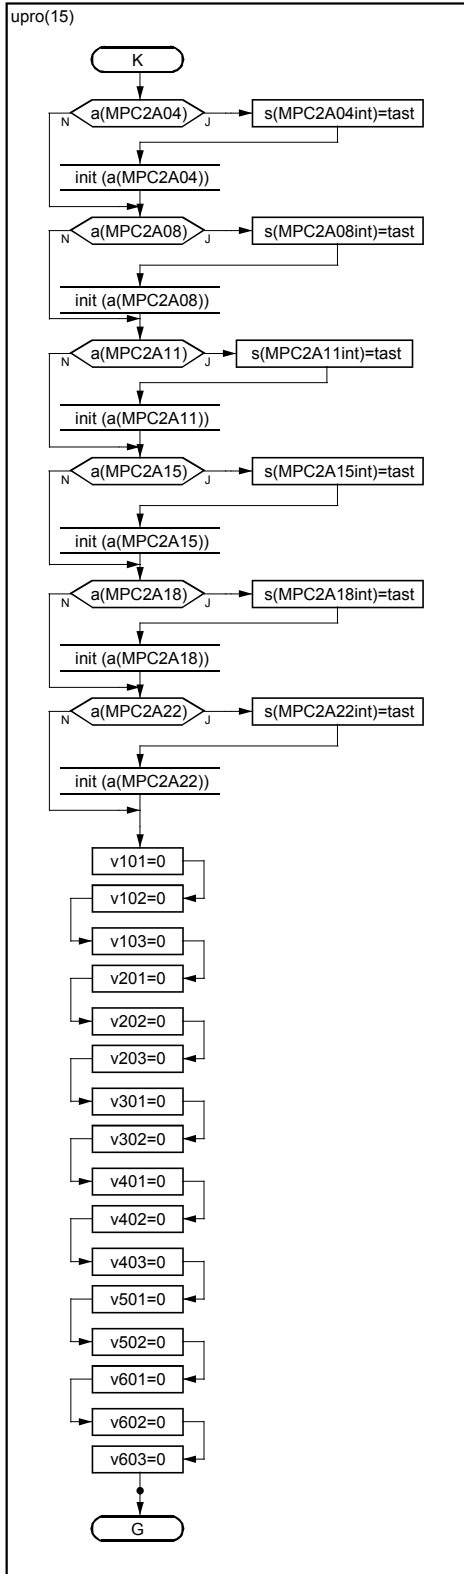 upro(15)
K
a(MPC2A04)
N
J
s(MPC2A04int)=tast
init (a(MPC2A04))
a(MPC2A08)
N
J
s(MPC2A08int)=tast
init (a(MPC2A08))
a(MPC2A11)
N
J
s(MPC2A11int)=tast
init (a(MPC2A11))
a(MPC2A15)
N
J
s(MPC2A15int)=tast
init (a(MPC2A15))
a(MPC2A18)
N
J
s(MPC2A18int)=tast
init (a(MPC2A18))
a(MPC2A22)
N
J
s(MPC2A22int)=tast
init (a(MPC2A22))
v101=0
v102=0
v103=0
v201=0
v202=0
v203=0
v301=0
v302=0
v401=0
v402=0
v403=0
v501=0
v502=0
v601=0
v602=0
v603=0
G